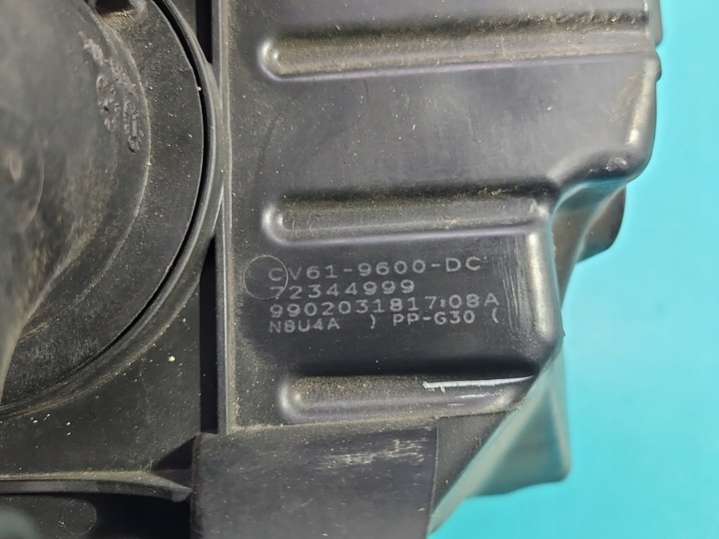 CV61-9600-DC
72344999
9902031817:08A
N8U4A ) PP-G30 (